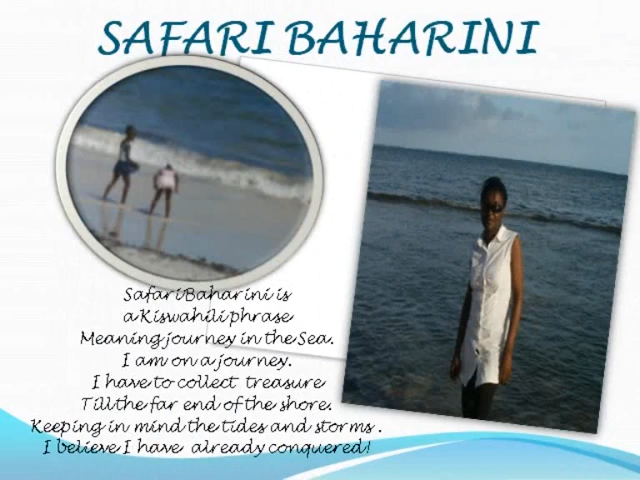 SAFARI BAHARINI
Safari Baharini is
a Kiswahili phrase
Meaning journey in the Sea.
I am on a journey.
I have to collect treasure
Till the far end of the shore.
Keeping in mind the tides and storms .
I believe I have already conquered!